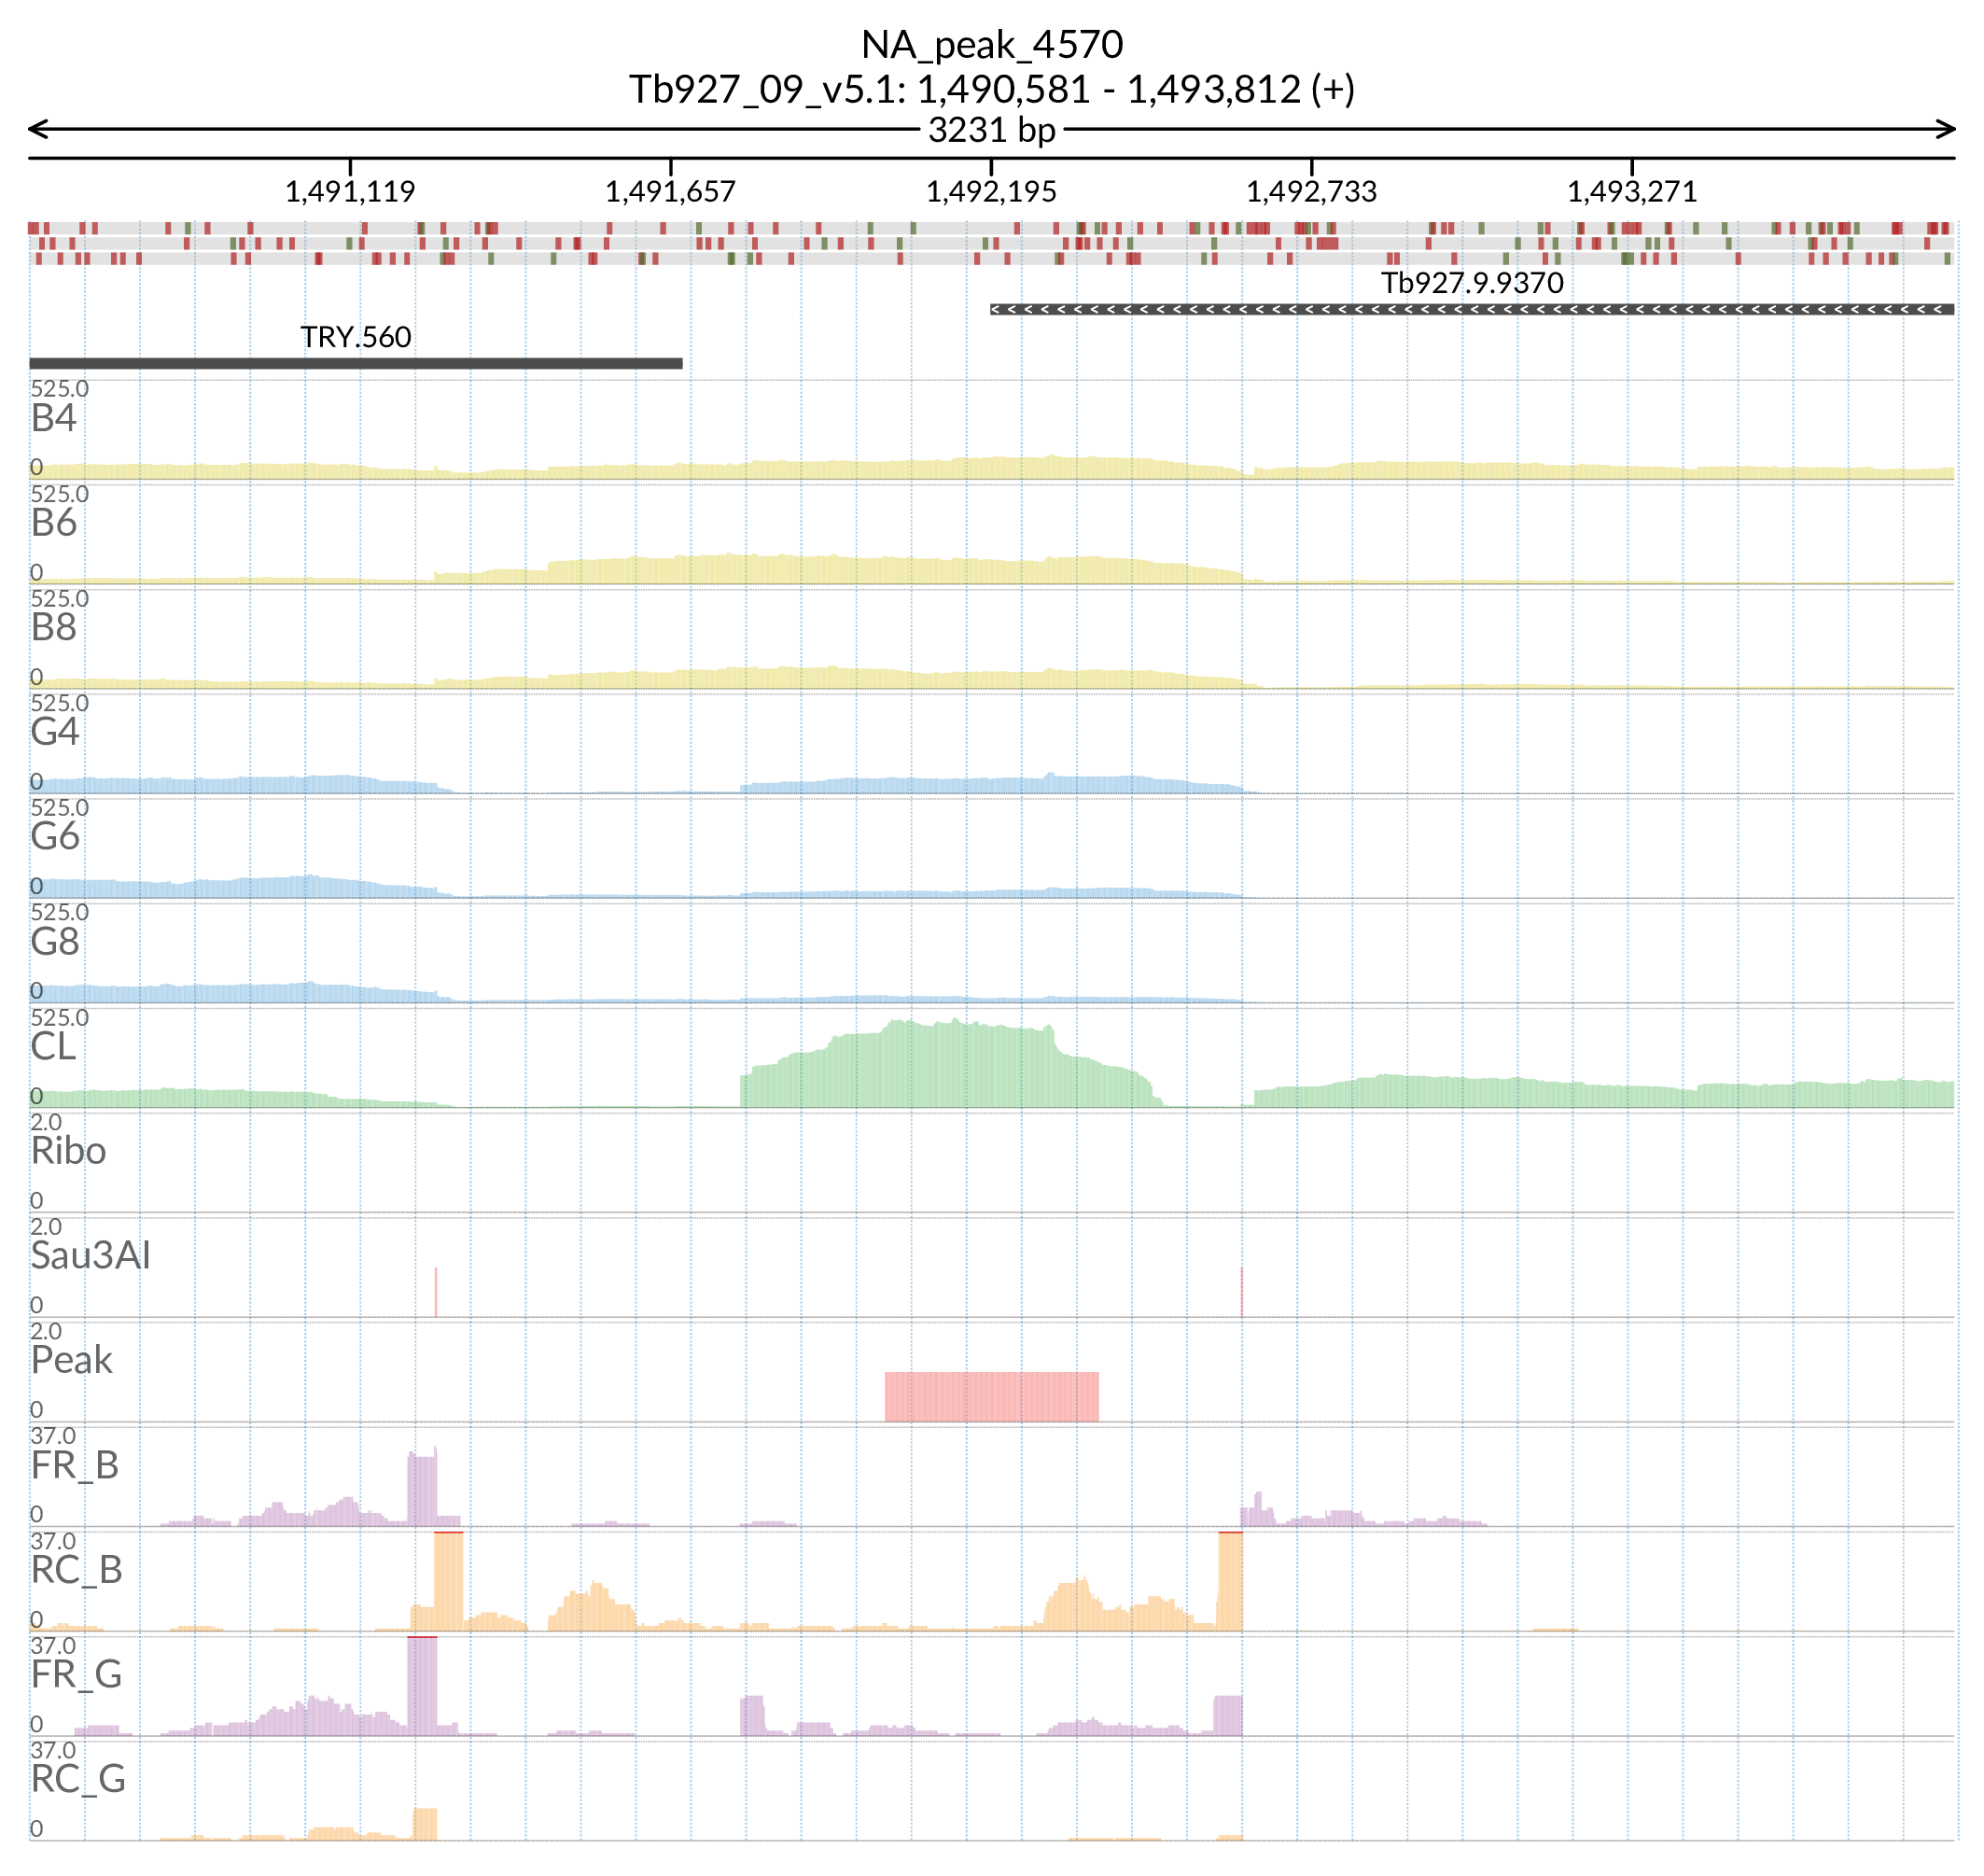 NA_peak_4570
Tb927_09_v5.1: 1,490,581 - 1,493,812 (+)
3231 bp
1,491,119 1,491,657 1,492,195 1,492,733 1,493,271
Tb927.9.9370
TRY.560
525.0
B4
0
525.0
B6
0
525.0
B8
0
525.0
G4
0
525.0
G6
0
525.0
G8
0
525.0
CL
0
2.0
Ribo
0
2.0
Sau3AI
0
2.0
Peak
0
37.0
FR_B
0
37.0
RC_B
0
37.0
FR_G
0
37.0
RC_G
0